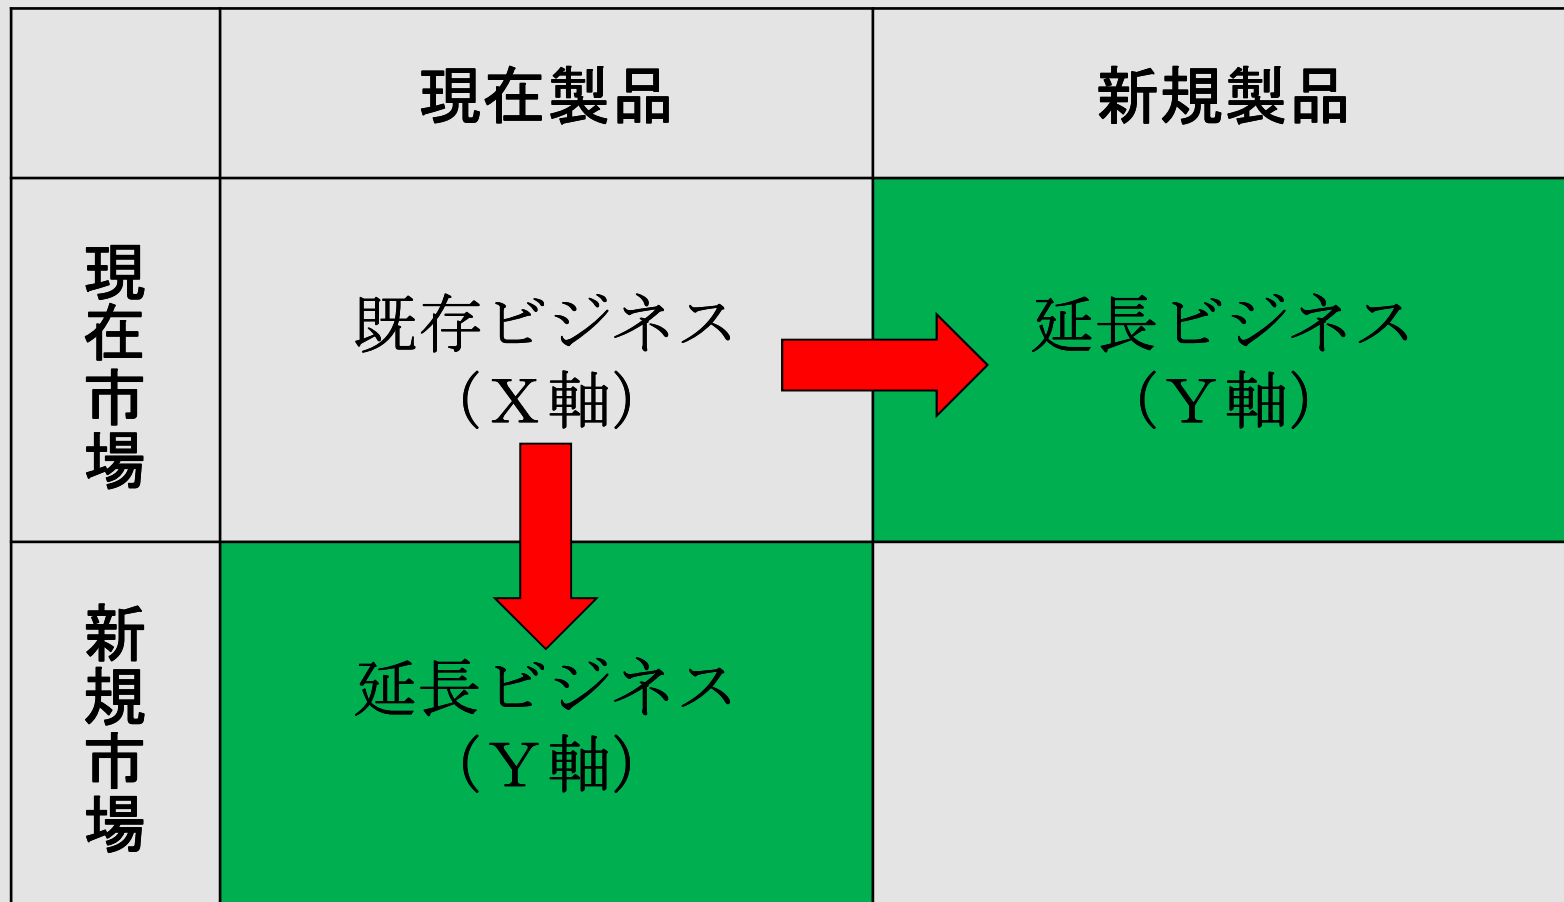 現在製品
新規製品
現在市場
既存ビジネス
（Ｘ軸）
延長ビジネス
（Ｙ軸）
新規市場
延長ビジネス
（Ｙ軸）